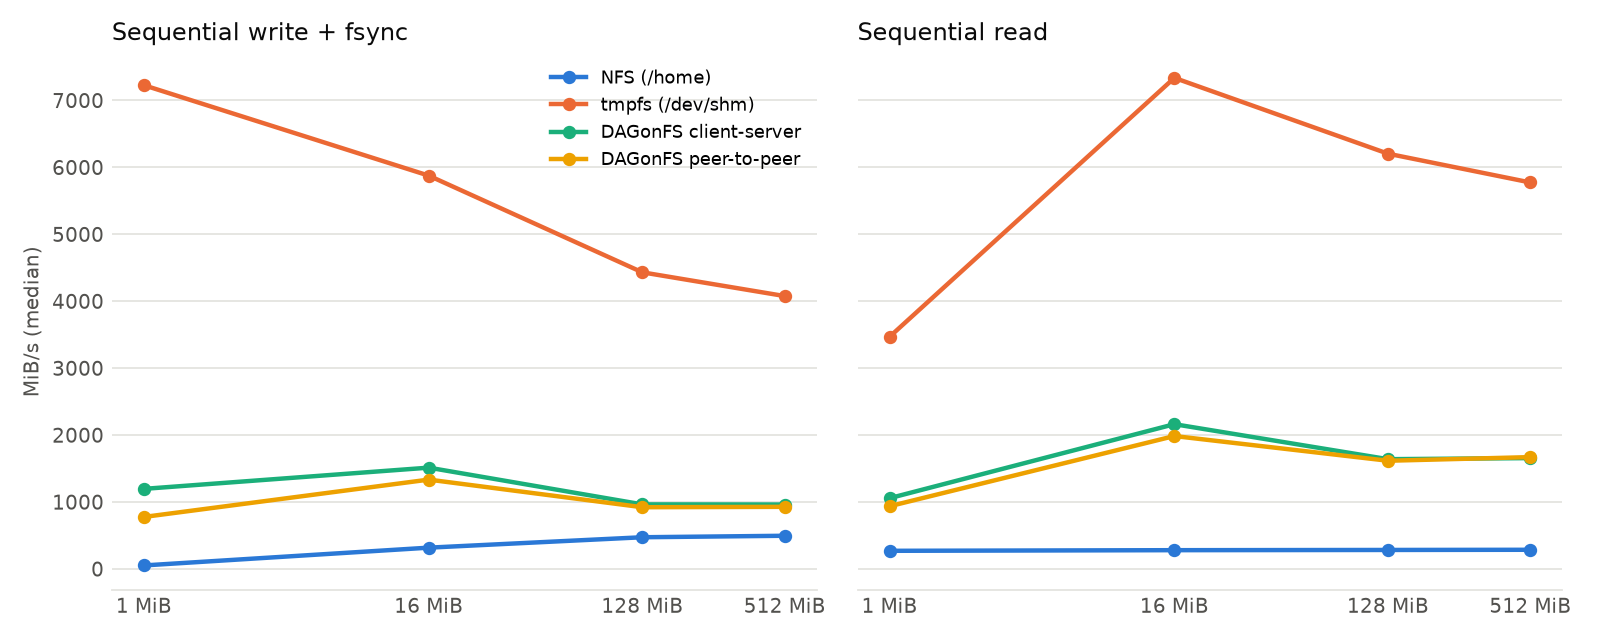 Sequential write + fsync
Sequential read
NFS (/home)
tmpfs (/dev/shm)
DAGonFS client-server
DAGonFS peer-to-peer
MiB/s (median)
7000
6000
5000
4000
3000
2000
1000
0
1 MiB
16 MiB
128 MiB
512 MiB
1 MiB
16 MiB
128 MiB
512 MiB